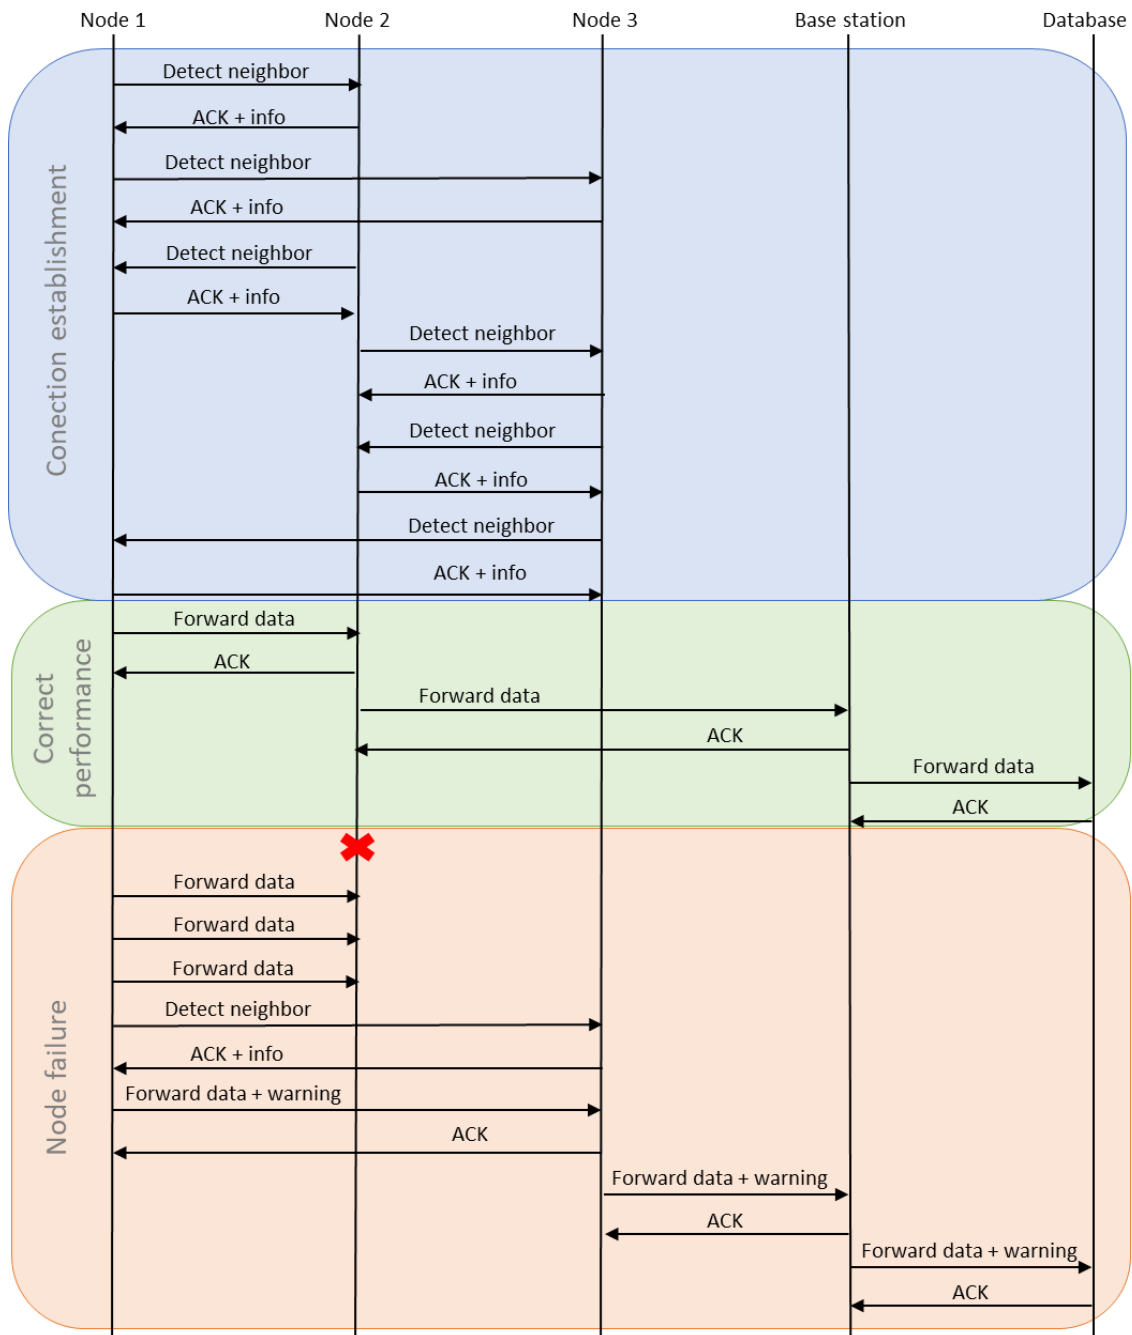 Node 1
Node 2
Node 3
Base station
Database
Conection establishment
Detect neighbor
ACK + info
Detect neighbor
ACK + info
Detect neighbor
ACK + info
Detect neighbor
ACK + info
Detect neighbor
ACK + info
Detect neighbor
ACK + info
Correct
performance
Forward data
ACK
Forward data
ACK
Forward data
ACK
Node failure
Forward data
Forward data
Forward data
Detect neighbor
ACK + info
Forward data + warning
ACK
Forward data + warning
ACK
Forward data + warning
ACK